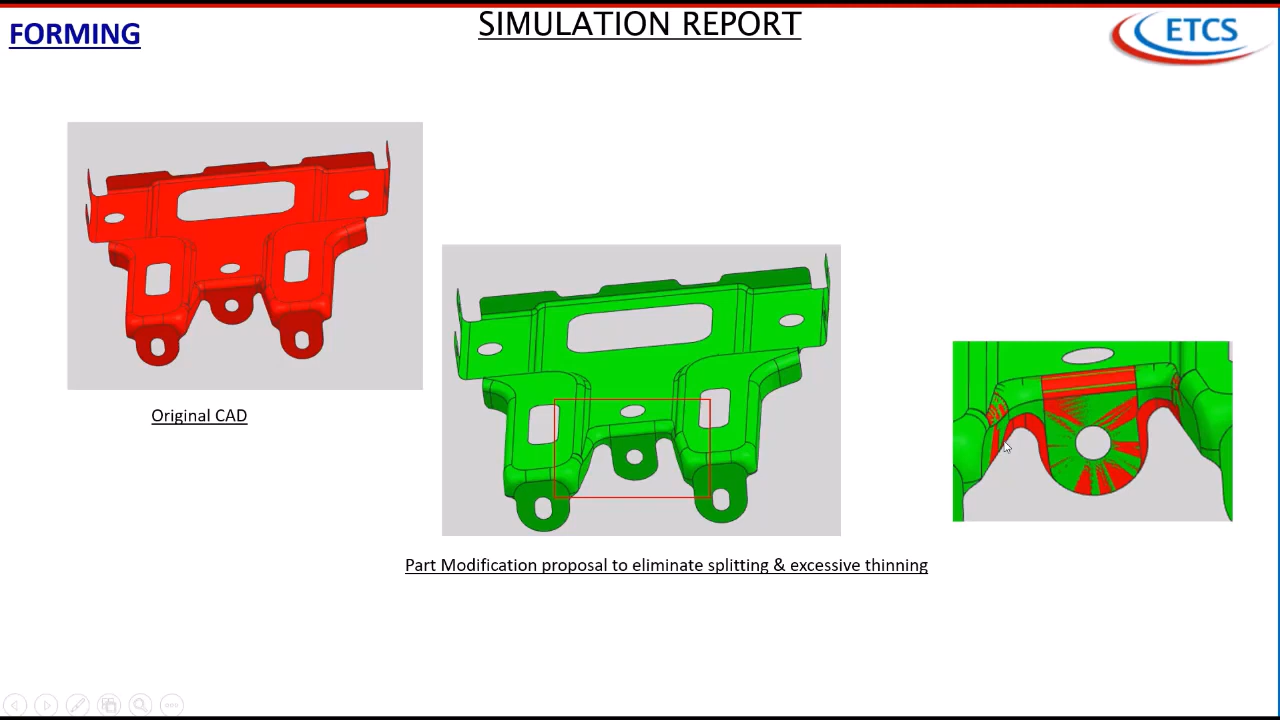 FORMING
SIMULATION REPORT
ETCS
Original CAD
Part Modification proposal to eliminate splitting & excessive thinning